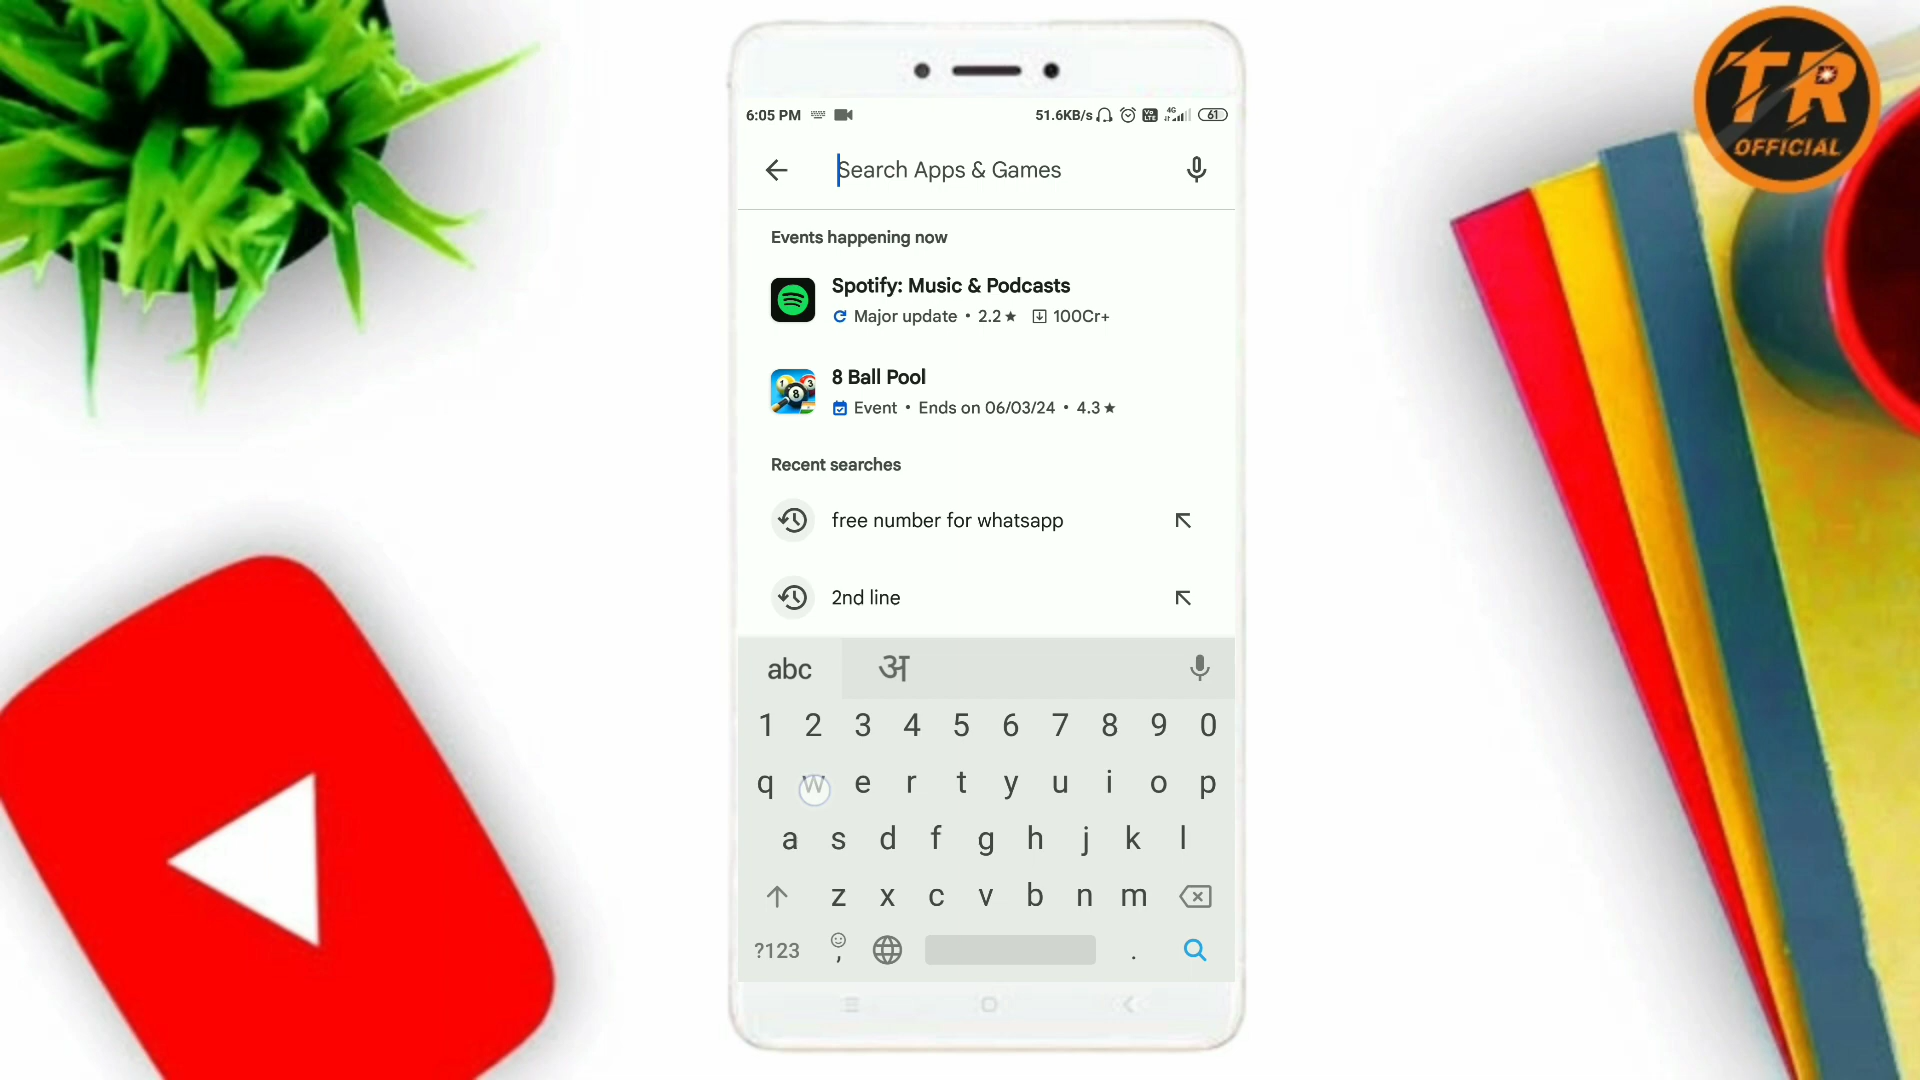 TR
OFFICIAL
6:05 PM 51.6KB/s 4G 61
Search Apps & Games
Events happening now
Spotify: Music & Podcasts
Major update • 2.2★ 100Cr+
8 Ball Pool
Event • Ends on 06/03/24 • 4.3★
Recent searches
free number for whatsapp
2nd line
abc अ
1 2 3 4 5 6 7 8 9 0
q w e r t y u i o p
a s d f g h j k l
z x c v b n m
?123 , .